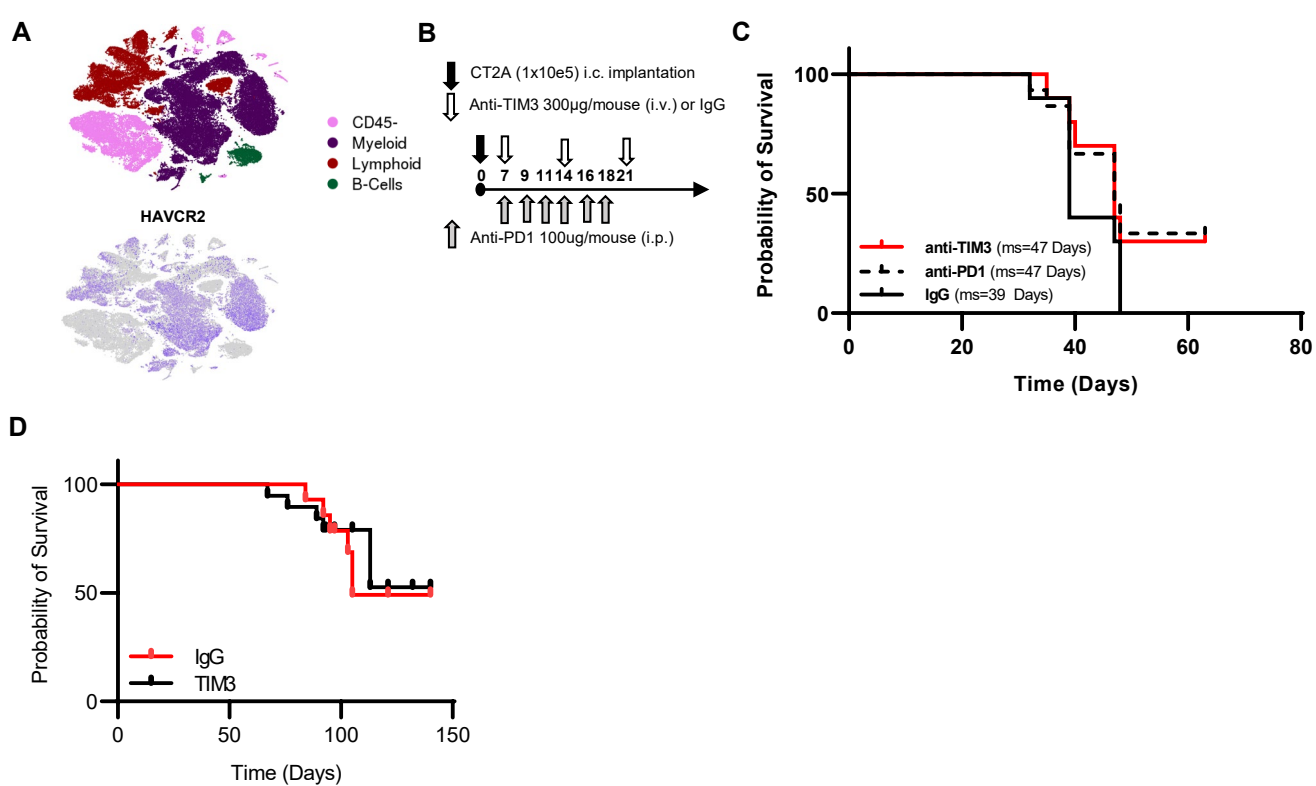 A
CD45-
Myeloid
Lymphoid
B-Cells
HAVCR2
B
CT2A (1x10e5) i.c. implantation
Anti-TIM3 300µg/mouse (i.v.) or IgG
0 7 9 11 14 16 18 21
Anti-PD1 100ug/mouse (i.p.)
C
Probability of Survival
100
50
0
anti-TIM3 (ms=47 Days)
anti-PD1 (ms=47 Days)
IgG (ms=39 Days)
0 20 40 60 80
Time (Days)
D
Probability of Survival
100
50
0
IgG
TIM3
0 50 100 150
Time (Days)